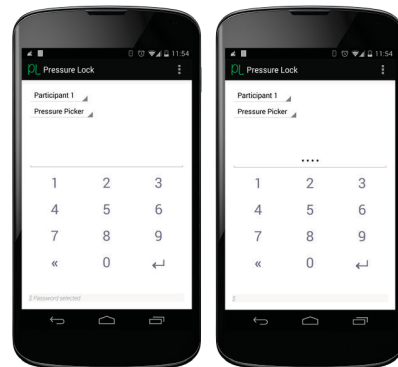 11:54
PL Pressure Lock
Participant 1
Pressure Picker
1 2 3
4 5 6
7 8 9
« 0
$ Password selected
11:54
PL Pressure Lock
Participant 1
Pressure Picker
....
1 2 3
4 5 6
7 8 9
« 0
$